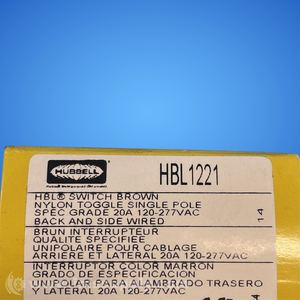 HUBBELL
HBL1221
HBL® SWITCH BROWN
NYLON TOGGLE SINGLE POLE
SPEC GRADE 20A 120-277VAC
BACK AND SIDE WIRED
14
BRUN INTERRUPTEUR
QUALITE SPECIFIEE
UNIPOLAIRE POUR CABLAGE
ARRIERE ET LATERAL 20A 120-277VAC
INTERRUPTOR COLOR MARRON
GRADO DE ESPECIFICACION
UNIPOLAR PARA ALAMBRADO TRASERO
Y LATERAL 20A 120-277VAC